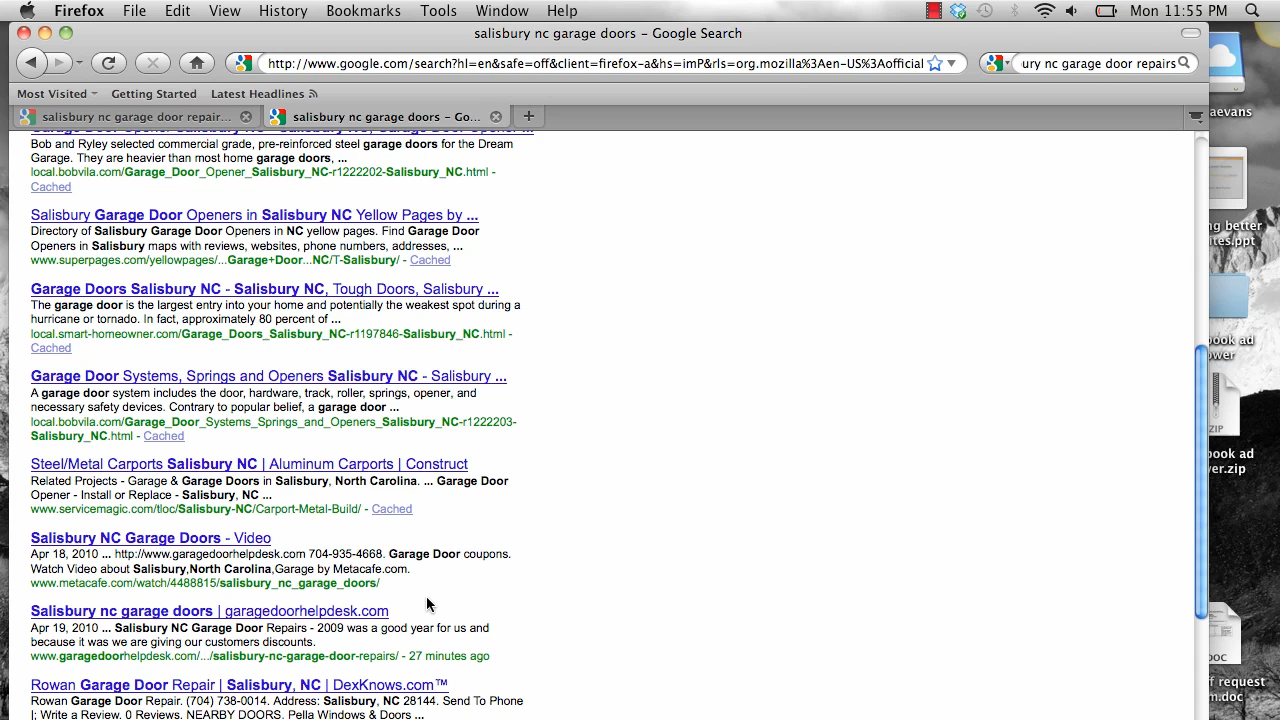 Firefox File Edit View History Bookmarks Tools Window Help Mon 11:55 PM
salisbury nc garage doors - Google Search
http://www.google.com/search?hl=en&safe=off&client=firefox-a&hs=imP&rls=org.mozilla%3Aen-US%3Aofficial
ury nc garage door repairs
Most Visited Getting Started Latest Headlines
salisbury nc garage door repair...
salisbury nc garage doors - Go...
Bob and Ryley selected commercial grade, pre-reinforced steel garage doors for the Dream
Garage. They are heavier than most home garage doors, ...
local.bobvila.com/Garage_Door_Opener_Salisbury_NC-r1222202-Salisbury_NC.html -
Cached
Salisbury Garage Door Openers in Salisbury NC Yellow Pages by ...
Directory of Salisbury Garage Door Openers in NC yellow pages. Find Garage Door
Openers in Salisbury maps with reviews, websites, phone numbers, addresses, ...
www.superpages.com/yellowpages/...Garage+Door...NC/T-Salisbury/ - Cached
Garage Doors Salisbury NC - Salisbury NC, Tough Doors, Salisbury ...
The garage door is the largest entry into your home and potentially the weakest spot during a
hurricane or tornado. In fact, approximately 80 percent of ...
local.smart-homeowner.com/Garage_Doors_Salisbury_NC-r1197846-Salisbury_NC.html -
Cached
Garage Door Systems, Springs and Openers Salisbury NC - Salisbury ...
A garage door system includes the door, hardware, track, roller, springs, opener, and
necessary safety devices. Contrary to popular belief, a garage door ...
local.bobvila.com/Garage_Door_Systems_Springs_and_Openers_Salisbury_NC-r1222203-
Salisbury_NC.html - Cached
Steel/Metal Carports Salisbury NC | Aluminum Carports | Construct
Related Projects - Garage & Garage Doors in Salisbury, North Carolina. ... Garage Door
Opener - Install or Replace - Salisbury, NC ...
www.servicemagic.com/tloc/Salisbury-NC/Carport-Metal-Build/ - Cached
Salisbury NC Garage Doors - Video
Apr 18, 2010 ... http://www.garagedoorhelpdesk.com 704-935-4668. Garage Door coupons.
Watch Video about Salisbury,North Carolina,Garage by Metacafe.com.
www.metacafe.com/watch/4488815/salisbury_nc_garage_doors/
Salisbury nc garage doors | garagedoorhelpdesk.com
Apr 19, 2010 ... Salisbury NC Garage Door Repairs - 2009 was a good year for us and
because it was we are giving our customers discounts.
www.garagedoorhelpdesk.com/.../salisbury-nc-garage-door-repairs/ - 27 minutes ago
Rowan Garage Door Repair | Salisbury, NC | DexKnows.com™
Rowan Garage Door Repair. (704) 738-0014. Address: Salisbury, NC 28144. Send To Phone
|; Write a Review. 0 Reviews. NEARBY DOORS. Pella Windows & Doors ...
aevans
ng better
ites.ppt
book ad
ower
ZIP
book ad
ver.zip
DOC
f request
m.doc